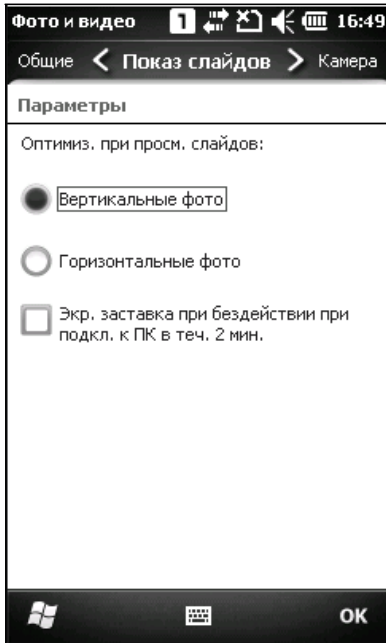 Фото и видео 1 16:49
Общие Показ слайдов Камера
Параметры
Оптимиз. при просм. слайдов:
Вертикальные фото
Горизонтальные фото
Экр. заставка при бездействии при
подкл. к ПК в теч. 2 мин.
OK